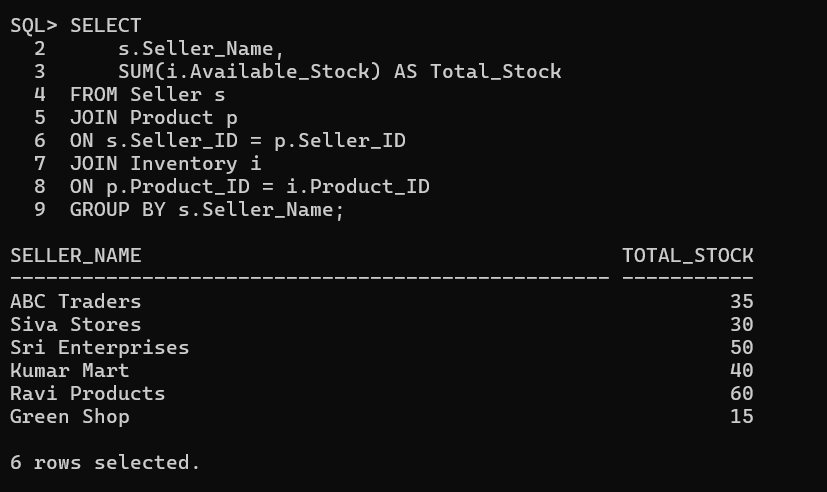 SQL> SELECT
  2      s.Seller_Name,
  3      SUM(i.Available_Stock) AS Total_Stock
  4  FROM Seller s
  5  JOIN Product p
  6  ON s.Seller_ID = p.Seller_ID
  7  JOIN Inventory i
  8  ON p.Product_ID = i.Product_ID
  9  GROUP BY s.Seller_Name;
SELLER_NAME                                        TOTAL_STOCK
-------------------------------------------------- -----------
ABC Traders                                                 35
Siva Stores                                                 30
Sri Enterprises                                             50
Kumar Mart                                                  40
Ravi Products                                               60
Green Shop                                                  15
6 rows selected.